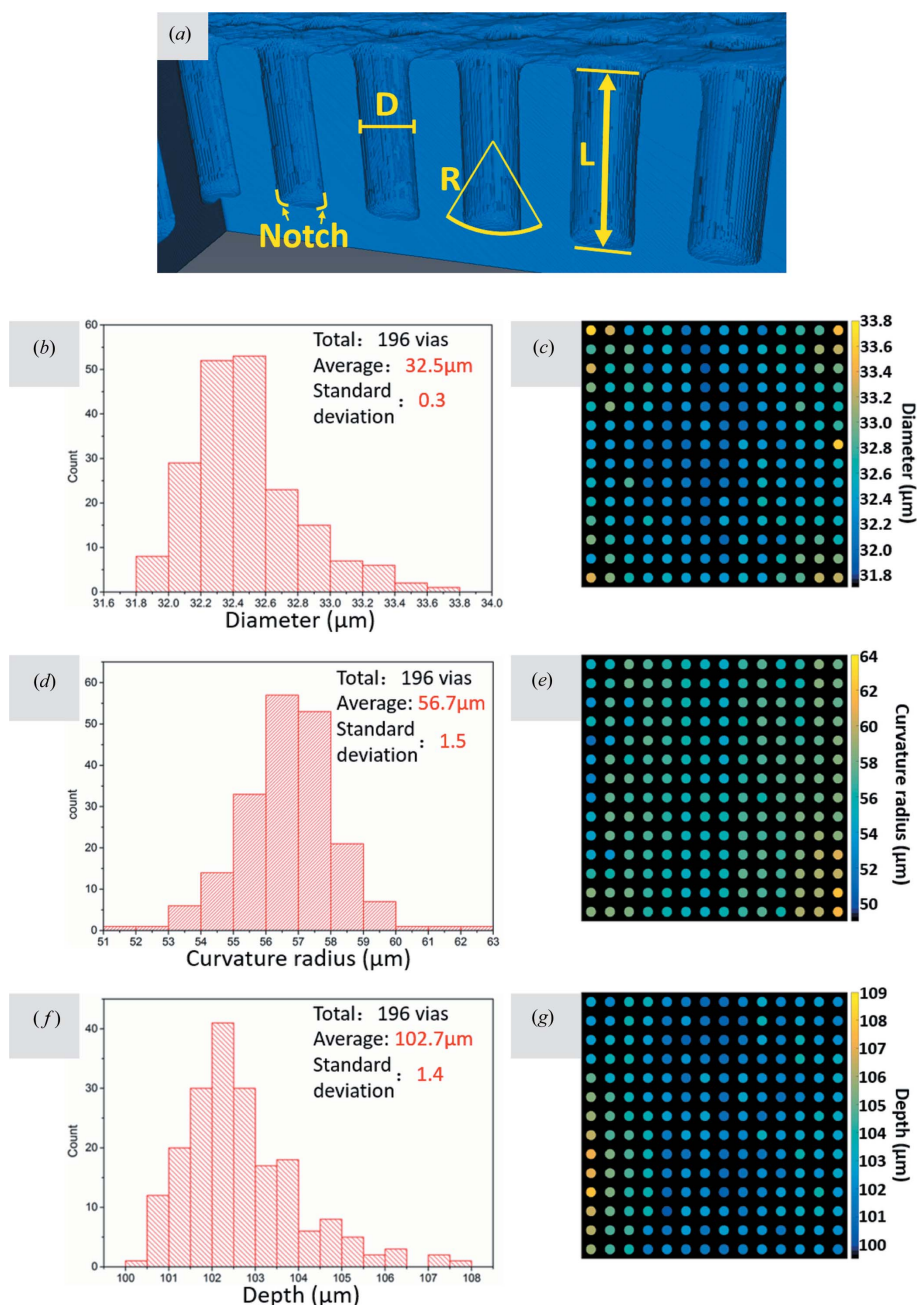 (a)
D
R
L
Notch
(b)
60
50
40
30
20
10
0
Count
Total: 196 vias
Average: 32.5μm
Standard
deviation : 0.3
31.6 31.8 32.0 32.2 32.4 32.6 32.8 33.0 33.2 33.4 33.6 33.8 34.0
Diameter (μm)
(c)
33.8
33.6
33.4
33.2
33.0
32.8
32.6
32.4
32.2
32.0
31.8
Diameter (μm)
(d)
60
50
40
30
20
10
0
count
Total: 196 vias
Average: 56.7μm
Standard
deviation : 1.5
51 52 53 54 55 56 57 58 59 60 61 62 63
Curvature radius (μm)
(e)
64
62
60
58
56
54
52
50
Curvature radius (μm)
(f)
40
30
20
10
0
Count
Total: 196 vias
Average: 102.7μm
Standard
deviation : 1.4
100 101 102 103 104 105 106 107 108
Depth (μm)
(g)
109
108
107
106
105
104
103
102
101
100
Depth (μm)